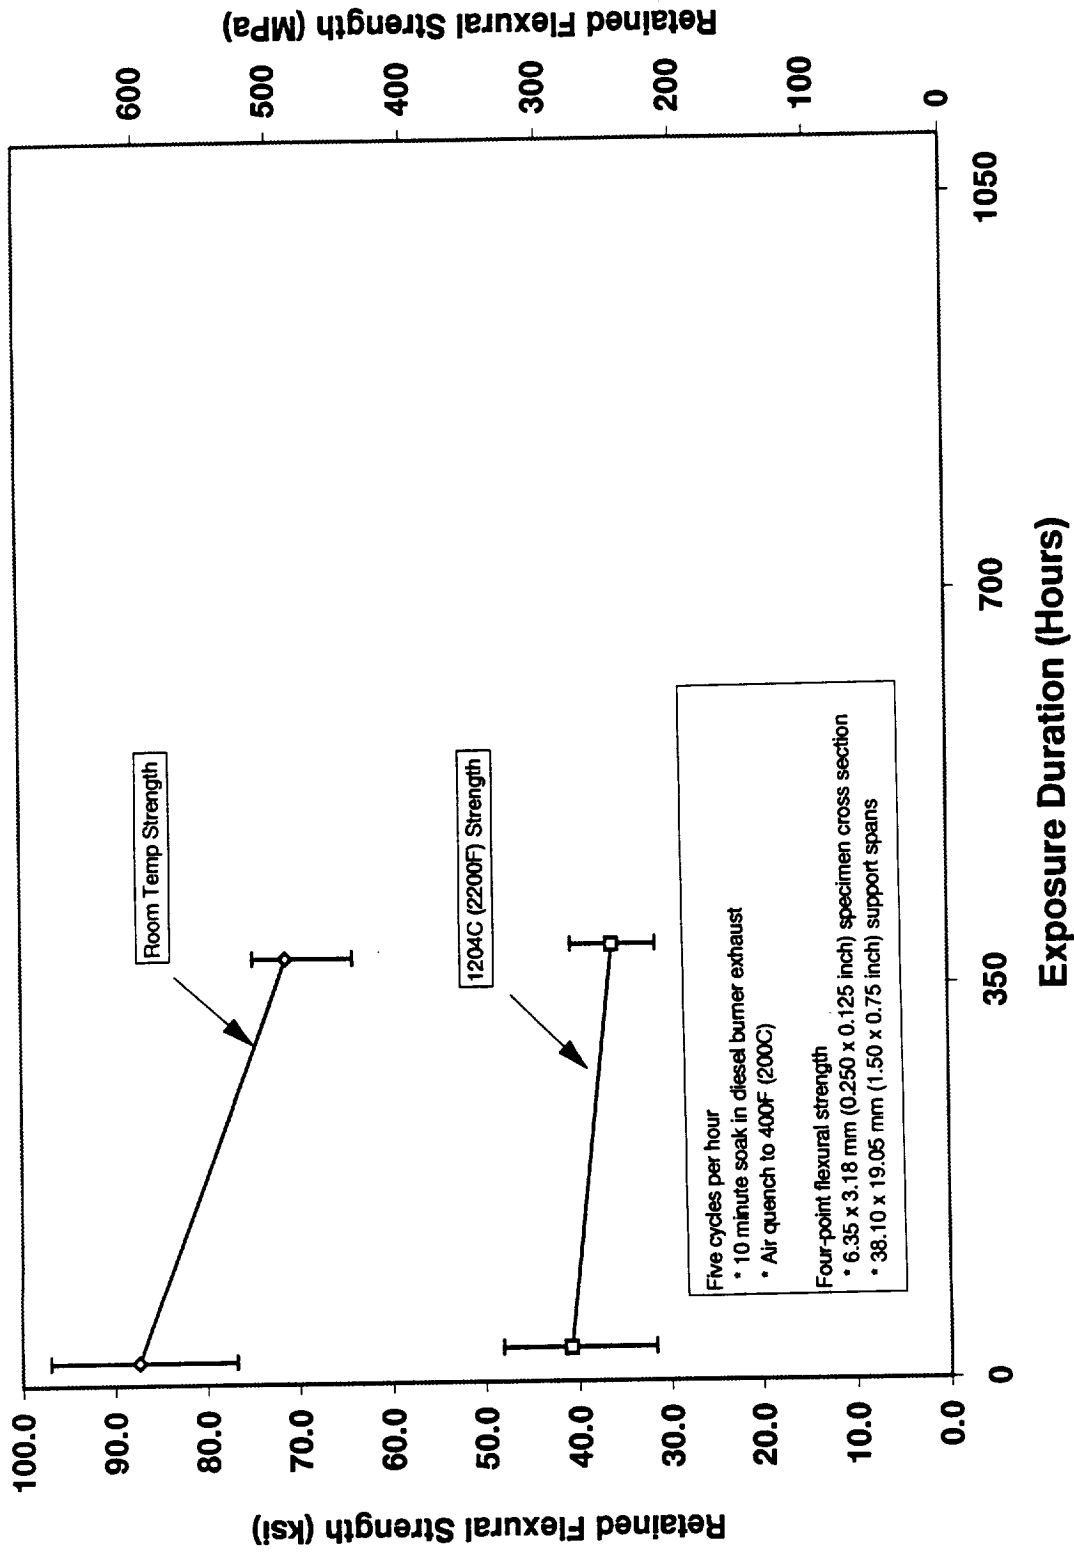 Retained Flexural Strength (ksi)
100.0
90.0
80.0
70.0
60.0
50.0
40.0
30.0
20.0
10.0
0.0
Room Temp Strength
1204C (2200F) Strength
Five cycles per hour
* 10 minute soak in diesel burner exhaust
* Air quench to 400F (200C)
Four-point flexural strength
* 6.35 x 3.18 mm (0.250 x 0.125 inch) specimen cross section
* 38.10 x 19.05 mm (1.50 x 0.75 inch) support spans
0
350
700
1050
Exposure Duration (Hours)
600
500
400
300
200
100
0
Retained Flexural Strength (MPa)